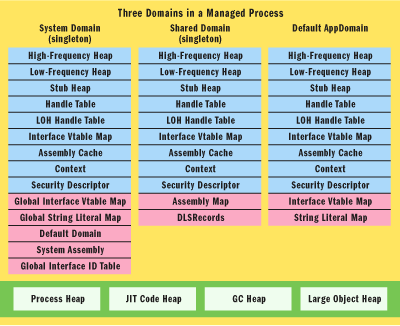 Three Domains in a Managed Process
System Domain
(singleton)
High-Frequency Heap
Low-Frequency Heap
Stub Heap
Handle Table
LOH Handle Table
Interface Vtable Map
Assembly Cache
Context
Security Descriptor
Global Interface Vtable Map
Global String Literal Map
Default Domain
System Assembly
Global Interface ID Table
Shared Domain
(singleton)
High-Frequency Heap
Low-Frequency Heap
Stub Heap
Handle Table
LOH Handle Table
Interface Vtable Map
Assembly Cache
Context
Security Descriptor
Assembly Map
DLSRecords
Default AppDomain
High-Frequency Heap
Low-Frequency Heap
Stub Heap
Handle Table
LOH Handle Table
Interface Vtable Map
Assembly Cache
Context
Security Descriptor
Interface Vtable Map
String Literal Map
Process Heap
JIT Code Heap
GC Heap
Large Object Heap